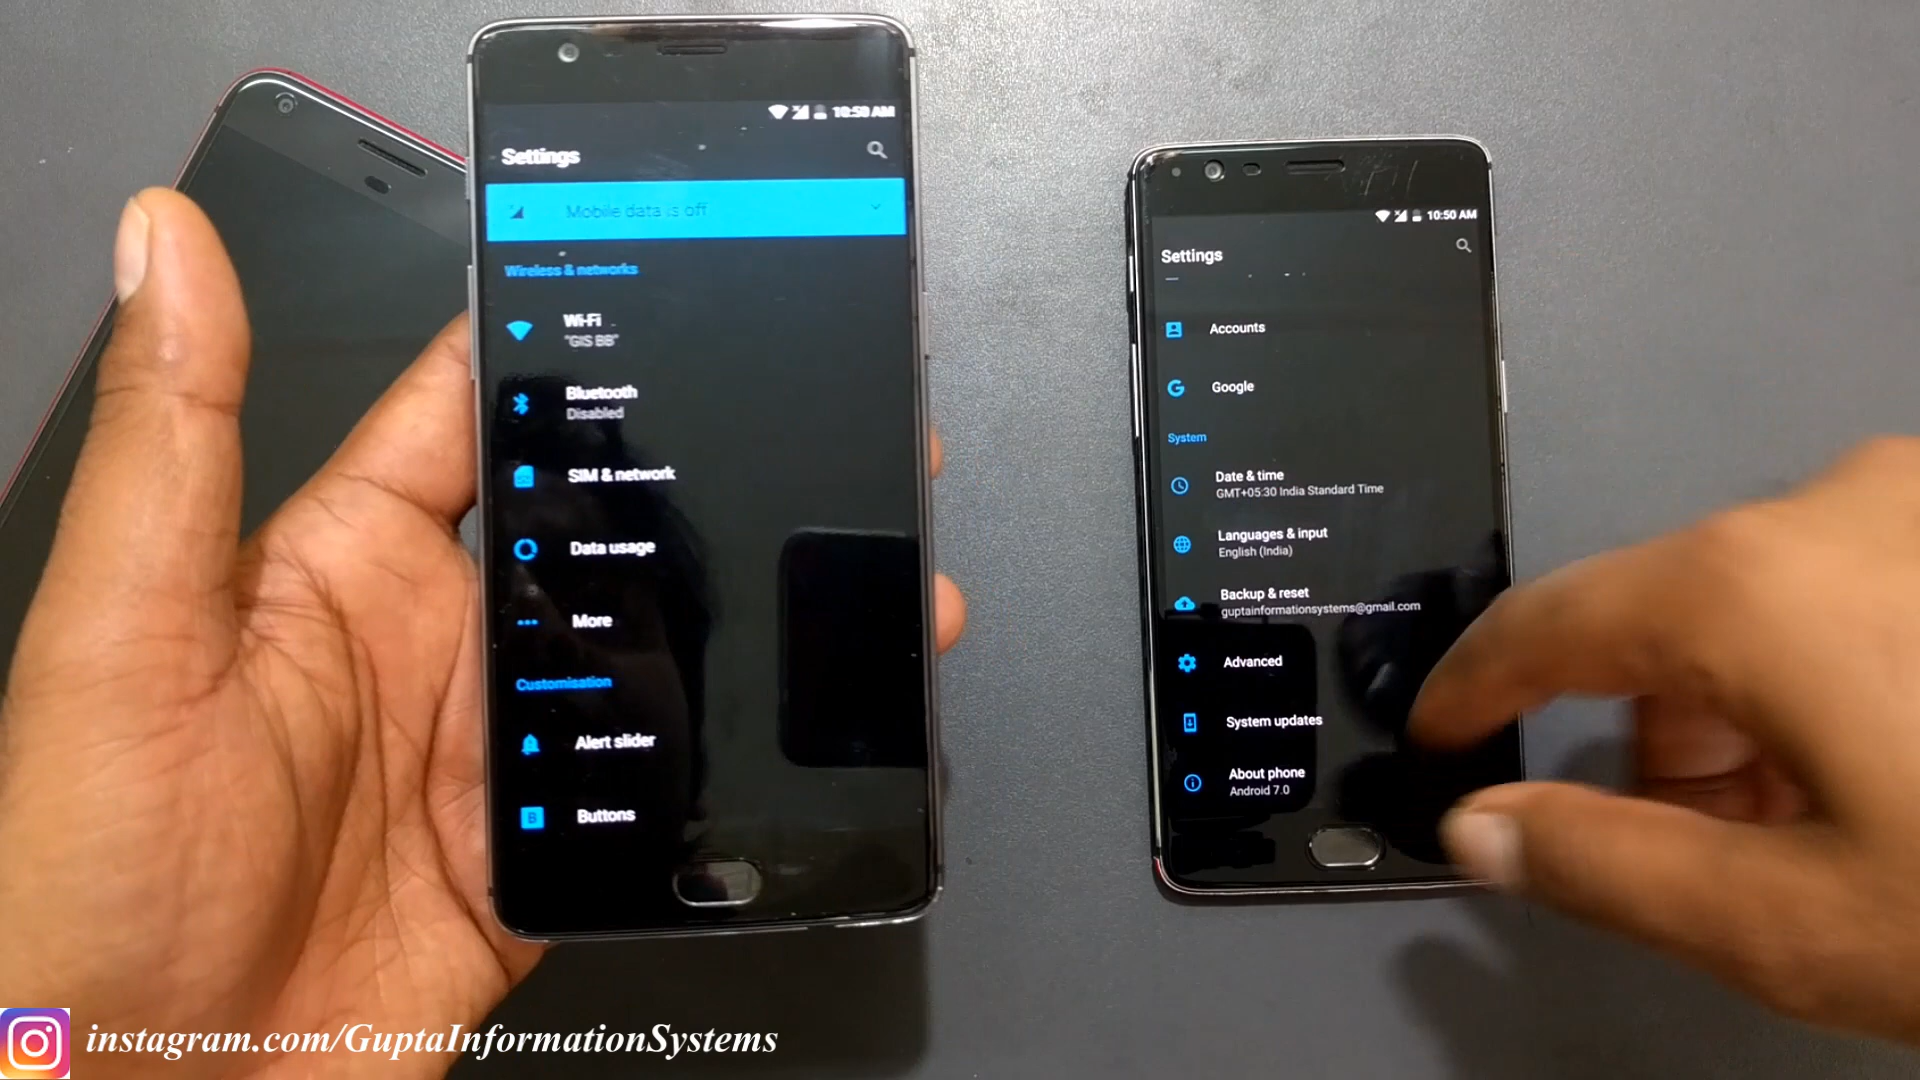 10:50 AM
Settings
Mobile data is off
Wireless & networks
Wi-Fi
"GIS BB"
Bluetooth
Disabled
SIM & network
Data usage
More
Customisation
Alert slider
B
Buttons
10:50 AM
Settings
Accounts
G
Google
System
Date & time
GMT+05:30 India Standard Time
Languages & input
English (India)
Backup & reset
guptainformationsystems@gmail.com
Advanced
System updates
About phone
Android 7.0
instagram.com/GuptaInformationSystems